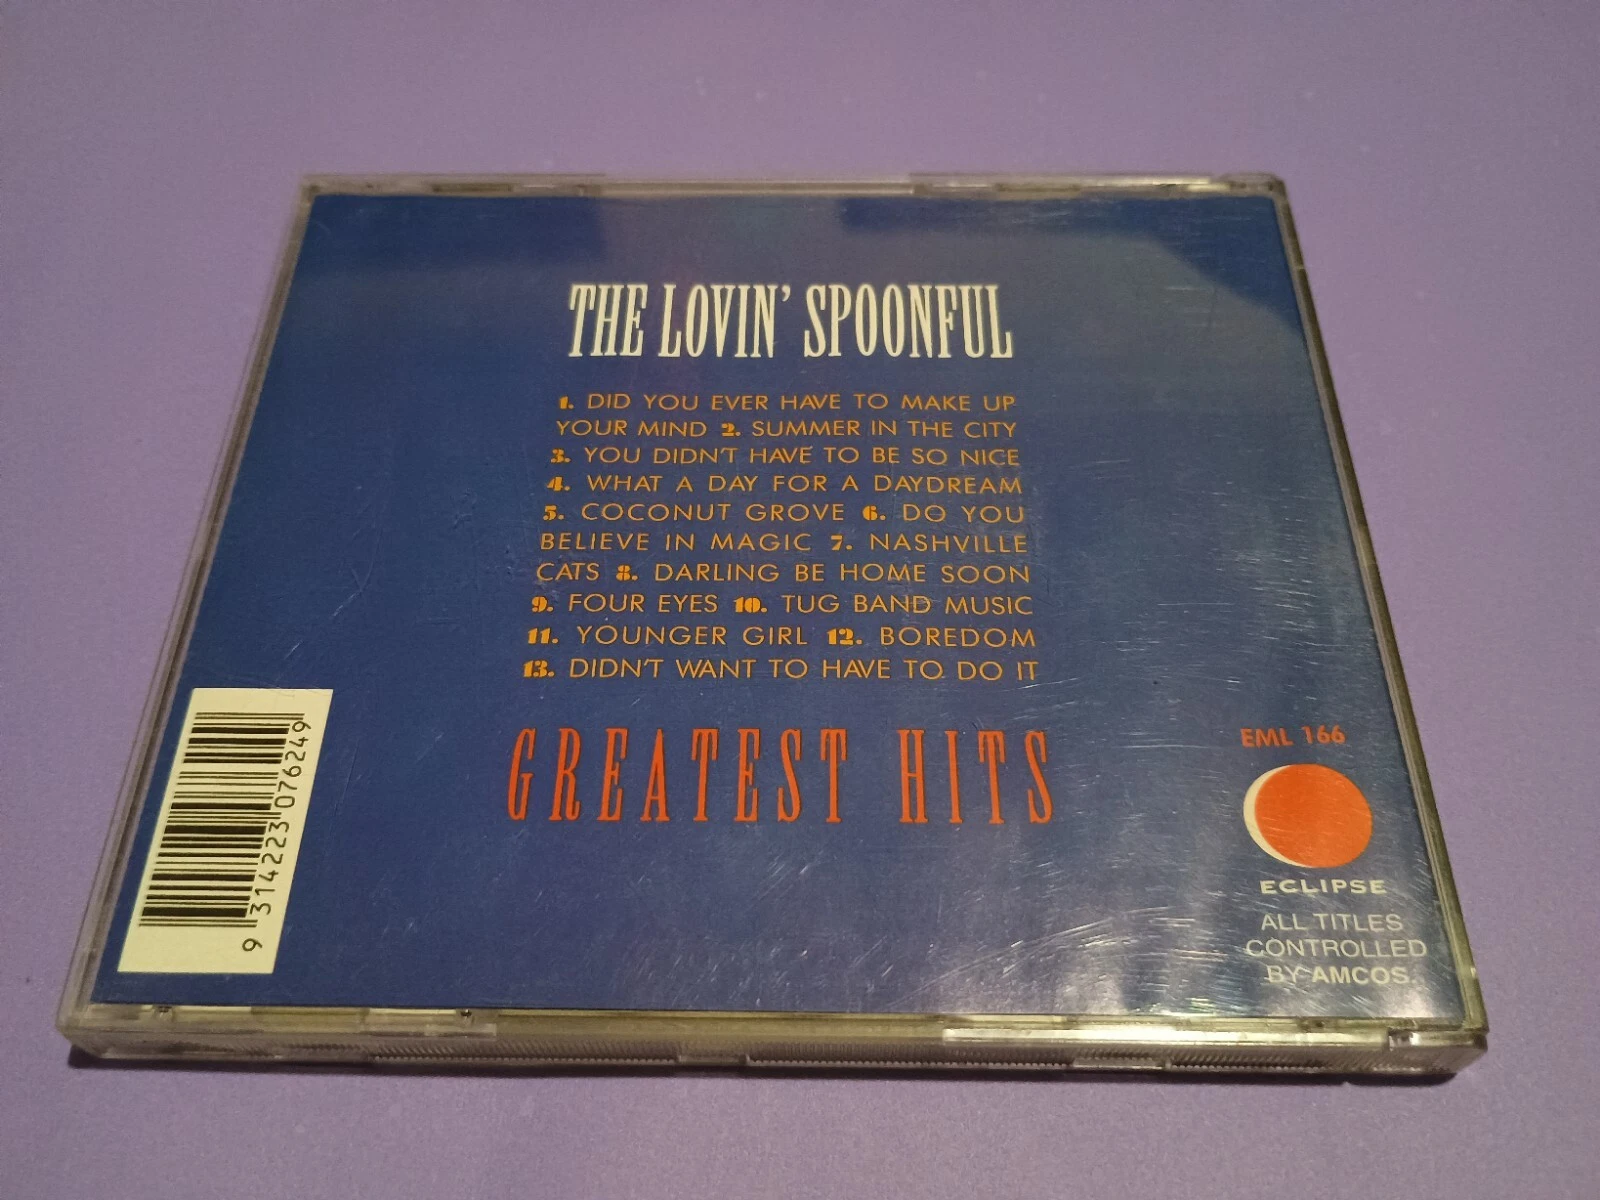 THE LOVIN' SPOONFUL
1. DID YOU EVER HAVE TO MAKE UP
YOUR MIND 2. SUMMER IN THE CITY
3. YOU DIDN'T HAVE TO BE SO NICE
4. WHAT A DAY FOR A DAYDREAM
5. COCONUT GROVE 6. DO YOU
BELIEVE IN MAGIC 7. NASHVILLE
CATS 8. DARLING BE HOME SOON
9. FOUR EYES 10. TUG BAND MUSIC
11. YOUNGER GIRL 12. BOREDOM
13. DIDN'T WANT TO HAVE TO DO IT
GREATEST HITS
9 314223 076249
EML 166
ECLIPSE
ALL TITLES
CONTROLLED
BY AMCOS.